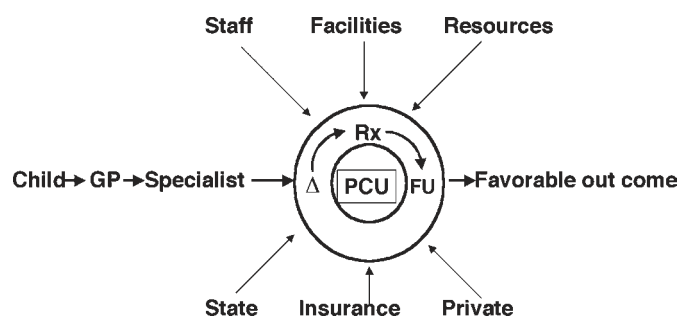 Staff Facilities Resources
Rx
Child GP Specialist Δ PCU FU Favorable out come
State Insurance Private